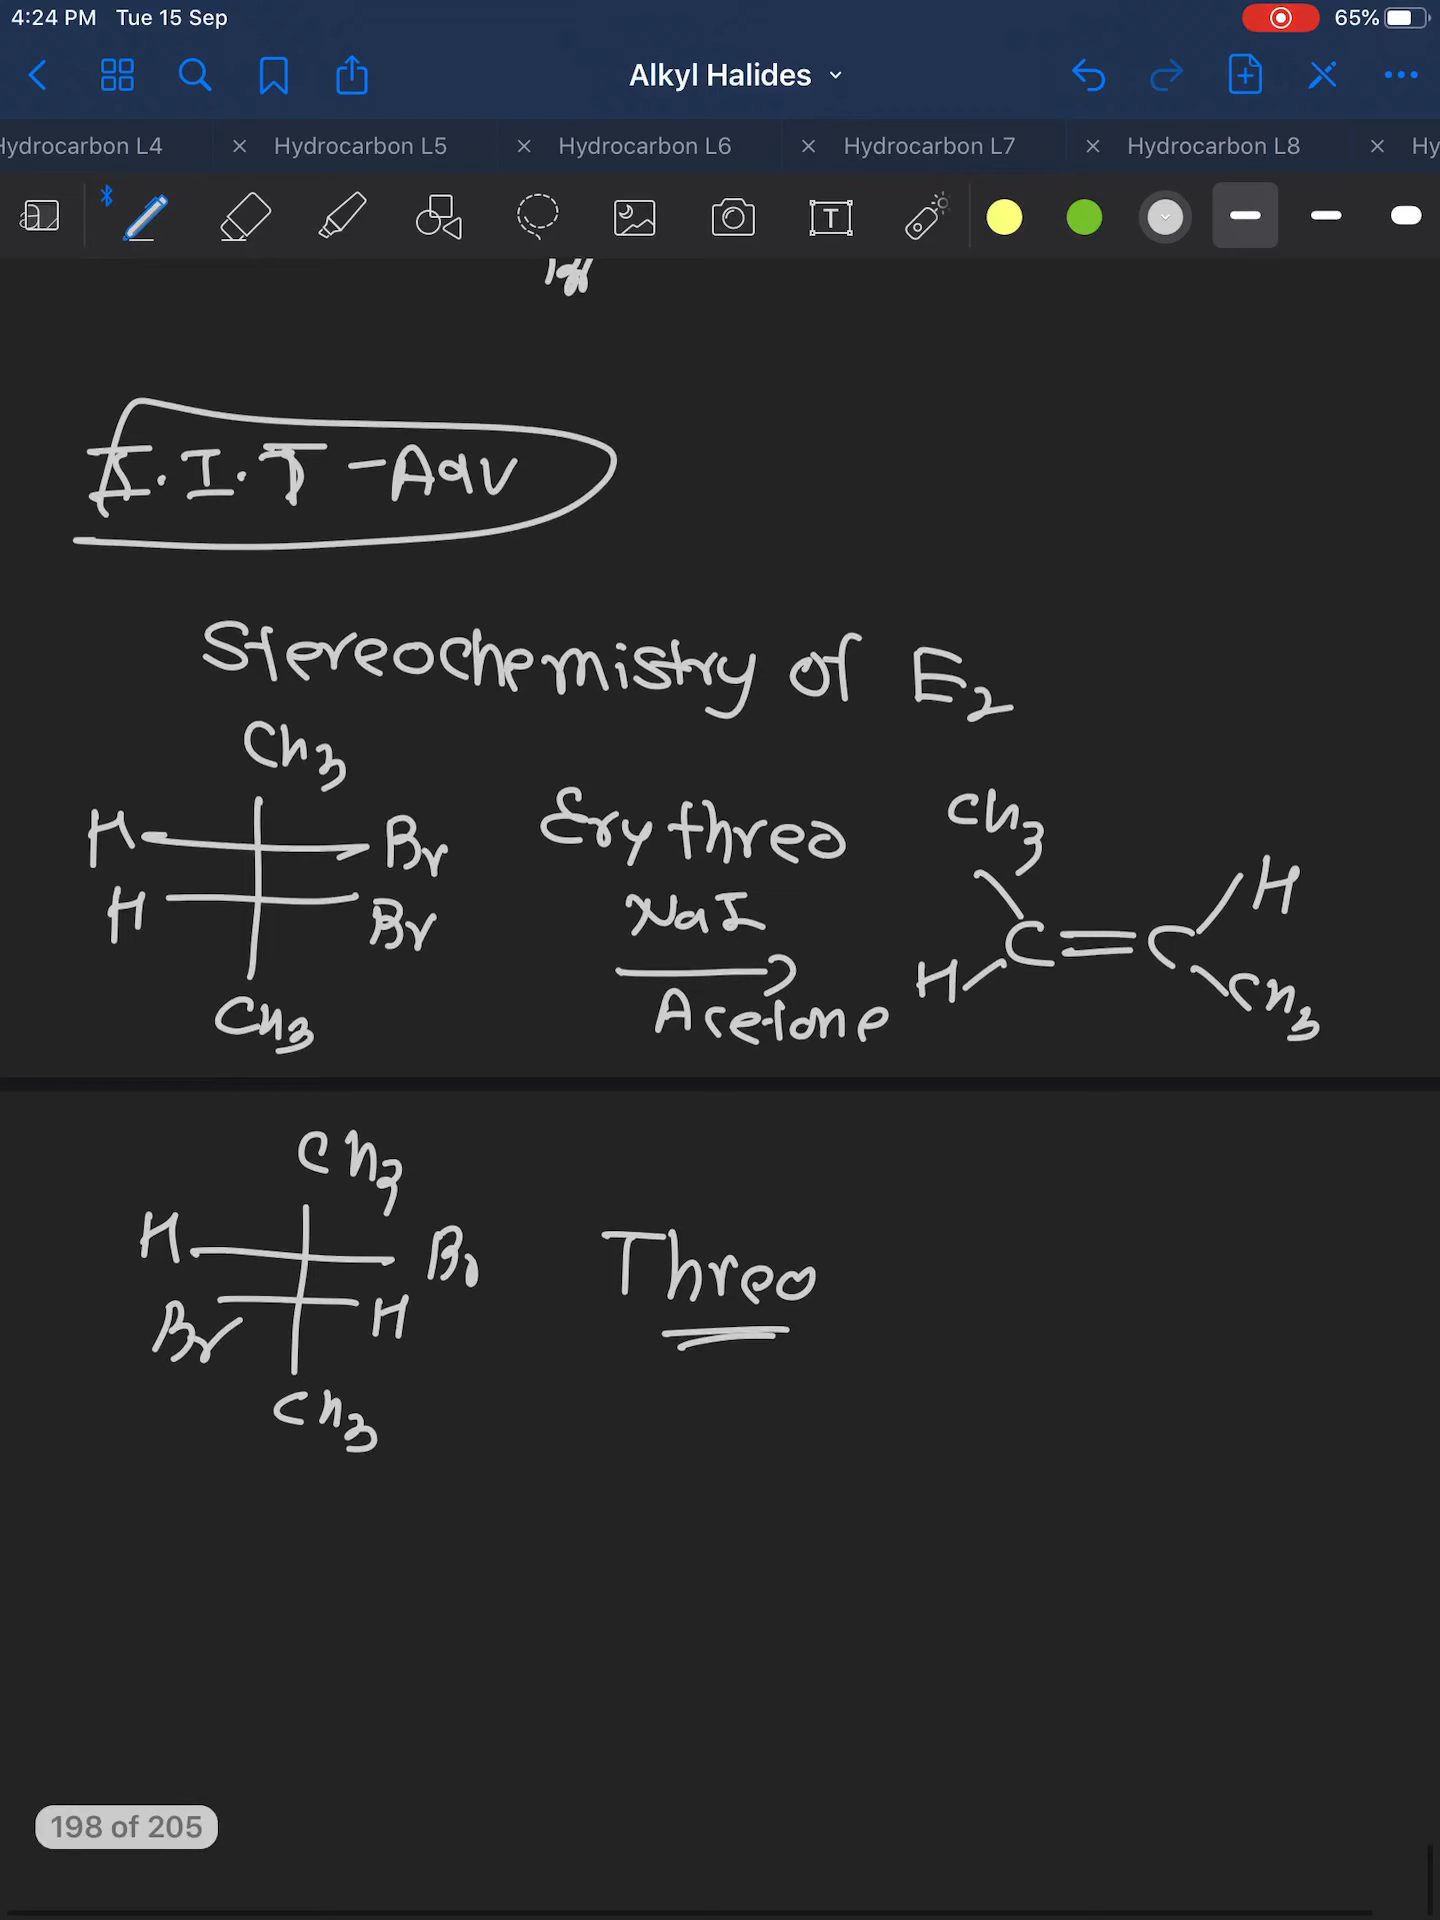 4:24 PM Tue 15 Sep
65%
Alkyl Halides
Hydrocarbon L4
Hydrocarbon L5
Hydrocarbon L6
Hydrocarbon L7
Hydrocarbon L8
Hy
I.I.T - Adv
Stereochemistry of E2
CH3
H Br
H Br
CH3
Erythreo
NaI
Acetone
CH3 H
C=C
H CH3
CH3
H Br
Br H
CH3
Threo
198 of 205